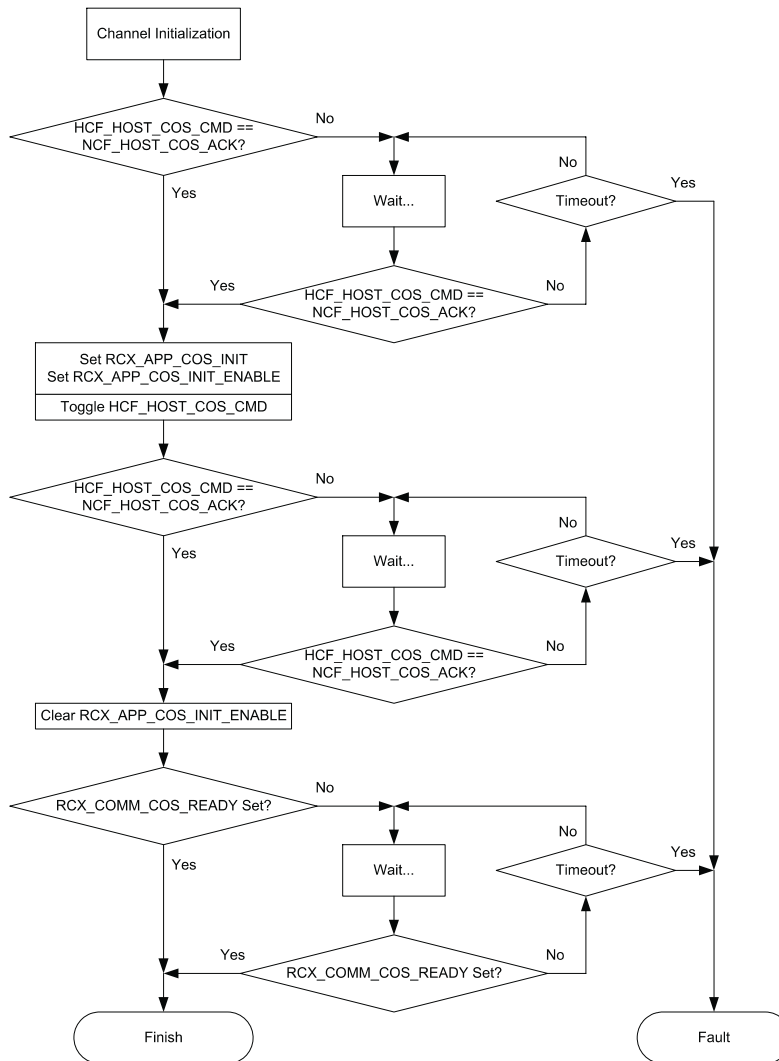 Channel Initialization
HCF_HOST_COS_CMD ==
NCF_HOST_COS_ACK?
No
Yes
Wait...
No
Timeout?
Yes
Yes
HCF_HOST_COS_CMD ==
NCF_HOST_COS_ACK?
No
Set RCX_APP_COS_INIT
Set RCX_APP_COS_INIT_ENABLE
Toggle HCF_HOST_COS_CMD
HCF_HOST_COS_CMD ==
NCF_HOST_COS_ACK?
No
Yes
Wait...
No
Timeout?
Yes
Yes
HCF_HOST_COS_CMD ==
NCF_HOST_COS_ACK?
No
Clear RCX_APP_COS_INIT_ENABLE
RCX_COMM_COS_READY Set?
No
Yes
Wait...
No
Timeout?
Yes
Yes
RCX_COMM_COS_READY Set?
No
Finish
Fault